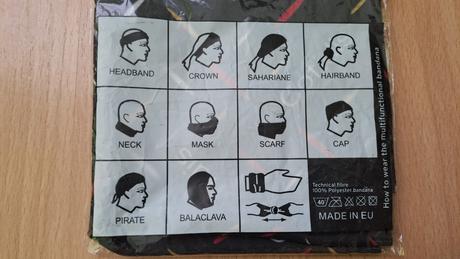 HEADBAND
CROWN
SAHARIANE
HAIRBAND
NECK
MASK
SCARF
CAP
PIRATE
BALACLAVA
Technical fibre
100% Polyester bandana
40
MADE IN EU
How to wear the multifunctional bandana